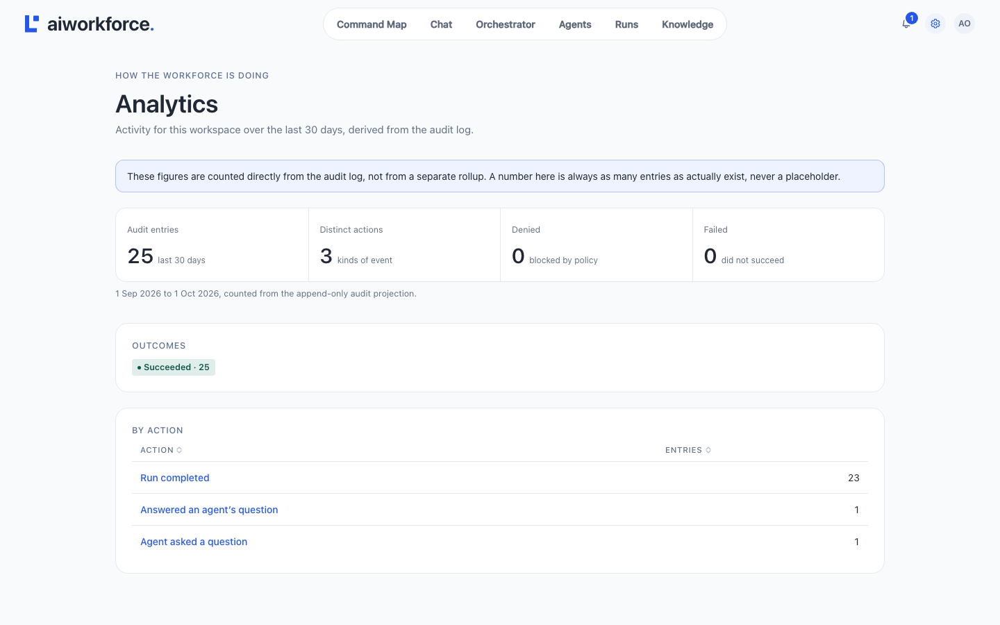 aiworkforce.
Command Map
Chat
Orchestrator
Agents
Runs
Knowledge
1
AO
HOW THE WORKFORCE IS DOING
Analytics
Activity for this workspace over the last 30 days, derived from the audit log.
These figures are counted directly from the audit log, not from a separate rollup. A number here is always as many entries as actually exist, never a placeholder.
Audit entries
25 last 30 days
Distinct actions
3 kinds of event
Denied
0 blocked by policy
Failed
0 did not succeed
1 Sep 2026 to 1 Oct 2026, counted from the append-only audit projection.
OUTCOMES
Succeeded · 25
BY ACTION
ACTION ENTRIES
Run completed 23
Answered an agent’s question 1
Agent asked a question 1